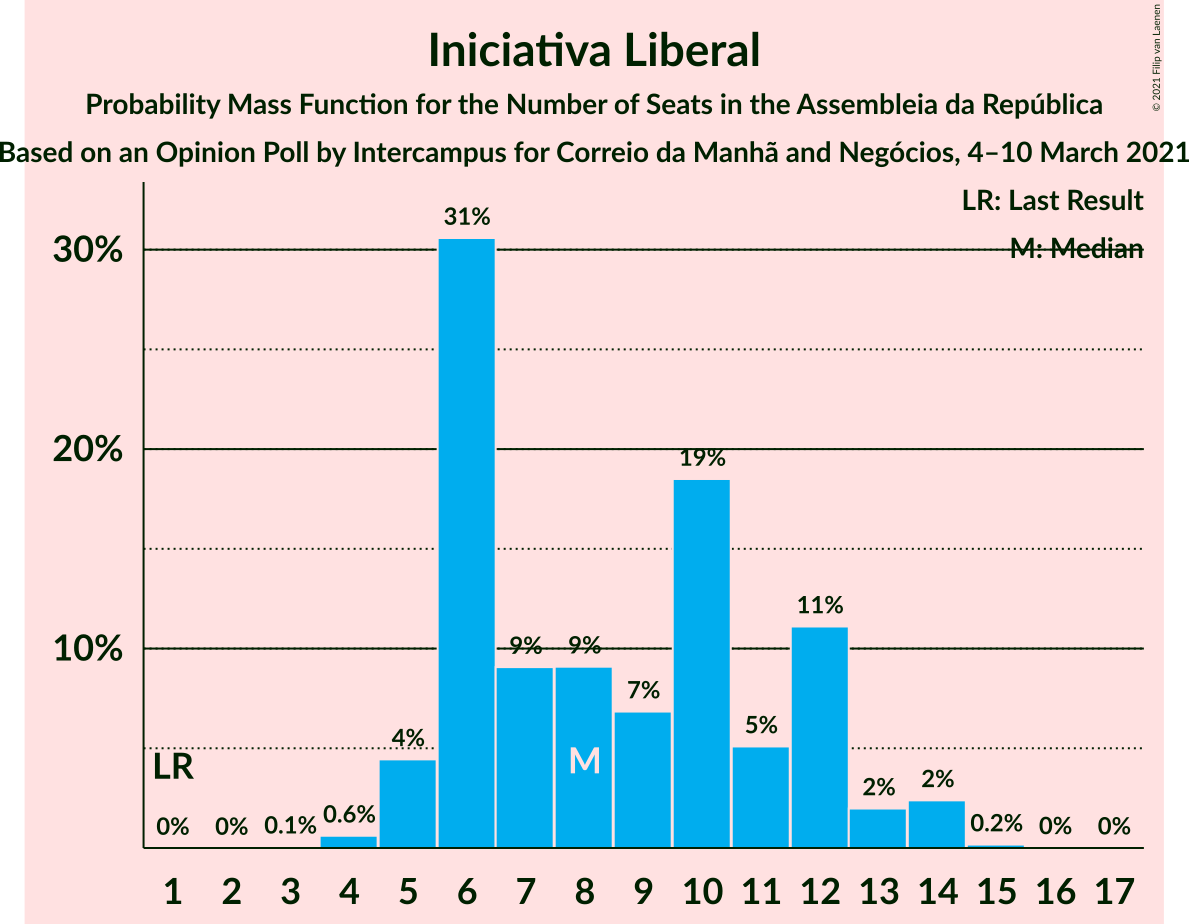 Iniciativa Liberal
Probability Mass Function for the Number of Seats in the Assembleia da República
Based on an Opinion Poll by Intercampus for Correio da Manhã and Negócios, 4–10 March 2021
© 2021 Filip van Laenen
LR: Last Result
M: Median
30%
20%
10%
31%
19%
11%
9%
9%
7%
5%
4%
2%
2%
0.6%
0.2%
0.1%
0%
0%
0%
0%
LR
M
1 2 3 4 5 6 7 8 9 10 11 12 13 14 15 16 17